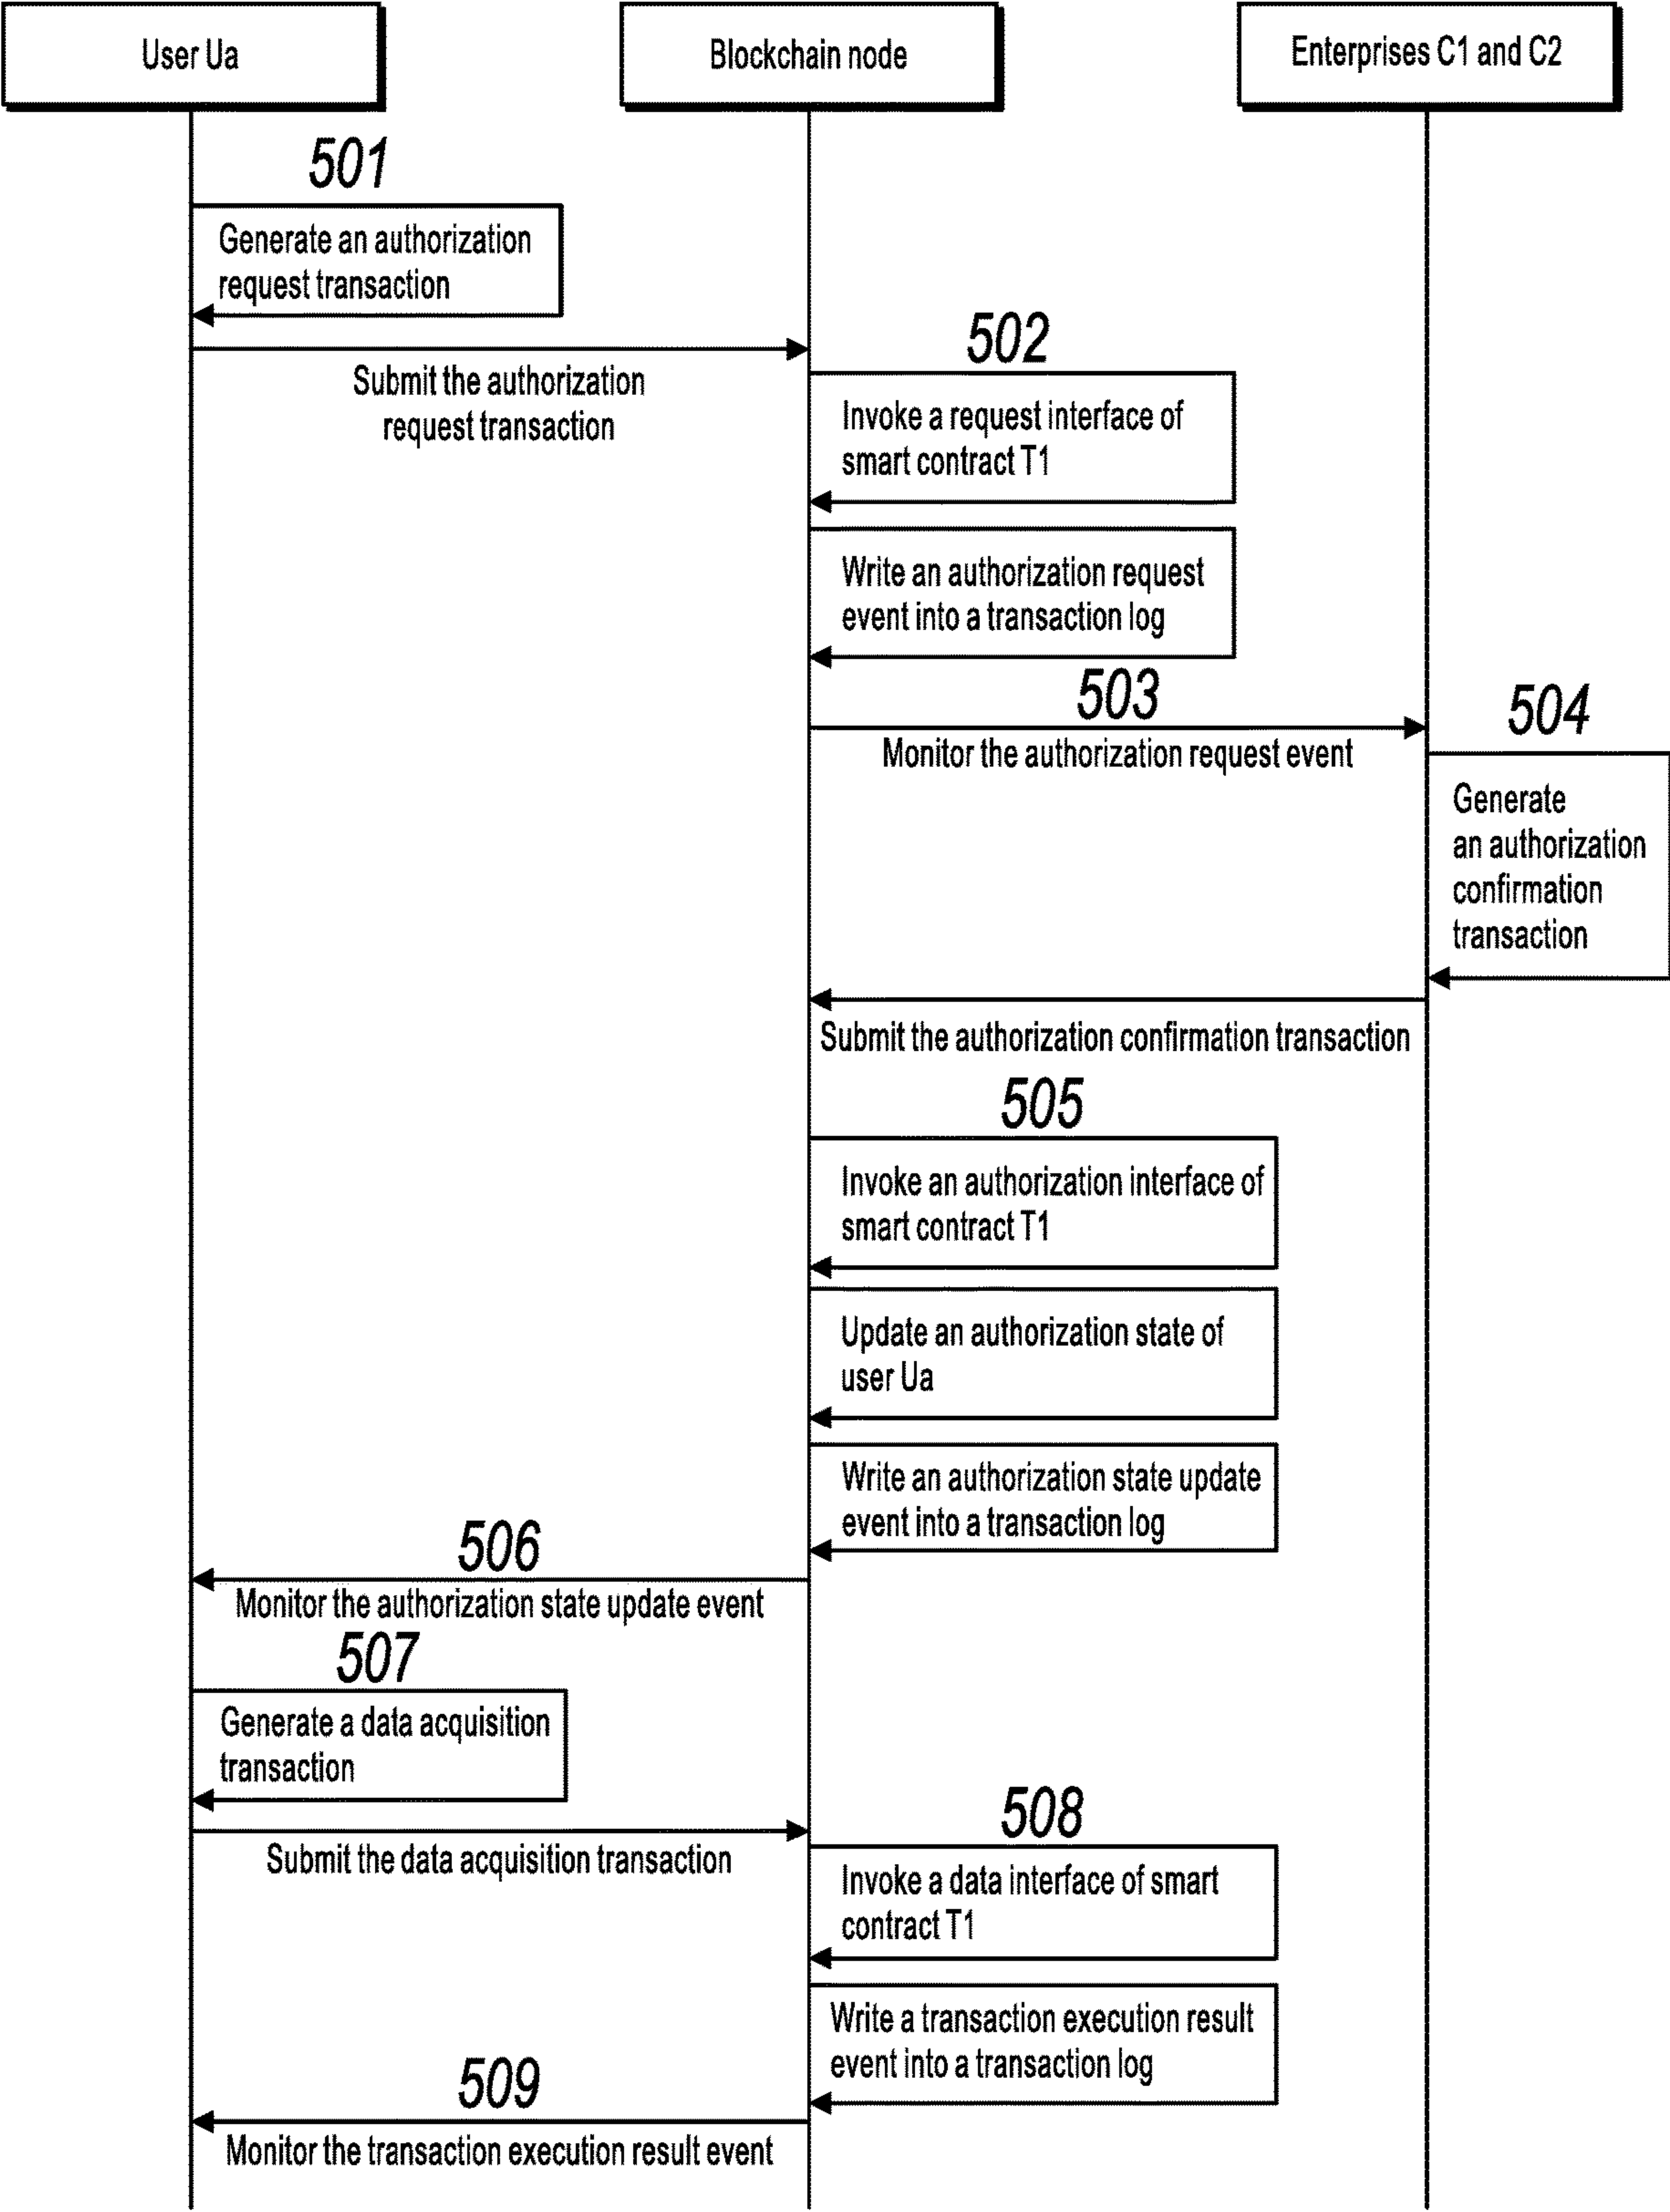 User Ua
Blockchain node
Enterprises C1 and C2
501
Generate an authorization
request transaction
Submit the authorization
request transaction
502
Invoke a request interface of
smart contract T1
Write an authorization request
event into a transaction log
503
Monitor the authorization request event
504
Generate
an authorization
confirmation
transaction
Submit the authorization confirmation transaction
505
Invoke an authorization interface of
smart contract T1
Update an authorization state of
user Ua
Write an authorization state update
event into a transaction log
506
Monitor the authorization state update event
507
Generate a data acquisition
transaction
Submit the data acquisition transaction
508
Invoke a data interface of smart
contract T1
Write a transaction execution result
event into a transaction log
509
Monitor the transaction execution result event